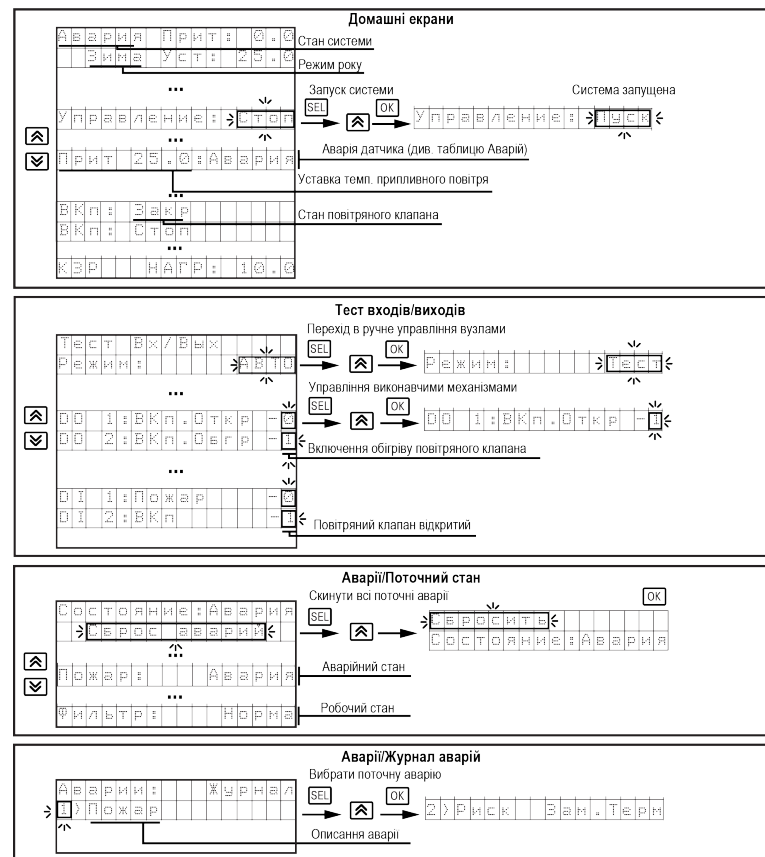 Домашні екрани
Авария Прит: 0.0
Стан системи
Зима Уст: 25.0
Режим року
...
Запуск системи
Система запущена
Управление: Стоп
SEL
OK
Управление: Пуск
Аварія датчика (див. таблицю Аварій)
Прит 25.0: Авария
Уставка темп. припливного повітря
...
ВКп: Закр
Стан повітряного клапана
ВКп: Стоп
...
КЗР НАГР: 10.0
Тест входів/виходів
Перехід в ручне управління вузлами
Тест Вх/Вых
SEL
OK
Режим: АВТО
Режим: Тест
...
Управління виконавчими механізмами
SEL
OK
DO 1:ВКп.Откр -0
DO 1:ВКп.Откр -1
DO 2:ВКп.Обгр -1
Включення обігріву повітряного клапана
...
DI 1:Пожар -0
DI 2:ВКп -1
Повітряний клапан відкритий
Аварії/Поточний стан
Скинути всі поточні аварії
OK
Состояние:Авария
SEL
Сбросить
Сброс аварий
Состояние:Авария
...
Аварійний стан
Пожар: Авария
...
Робочий стан
Фильтр: Норма
Аварії/Журнал аварій
Вибрати поточну аварію
Аварии: Журнал
SEL
OK
1)Пожар
2)Риск Зам.Терм
Описання аварії